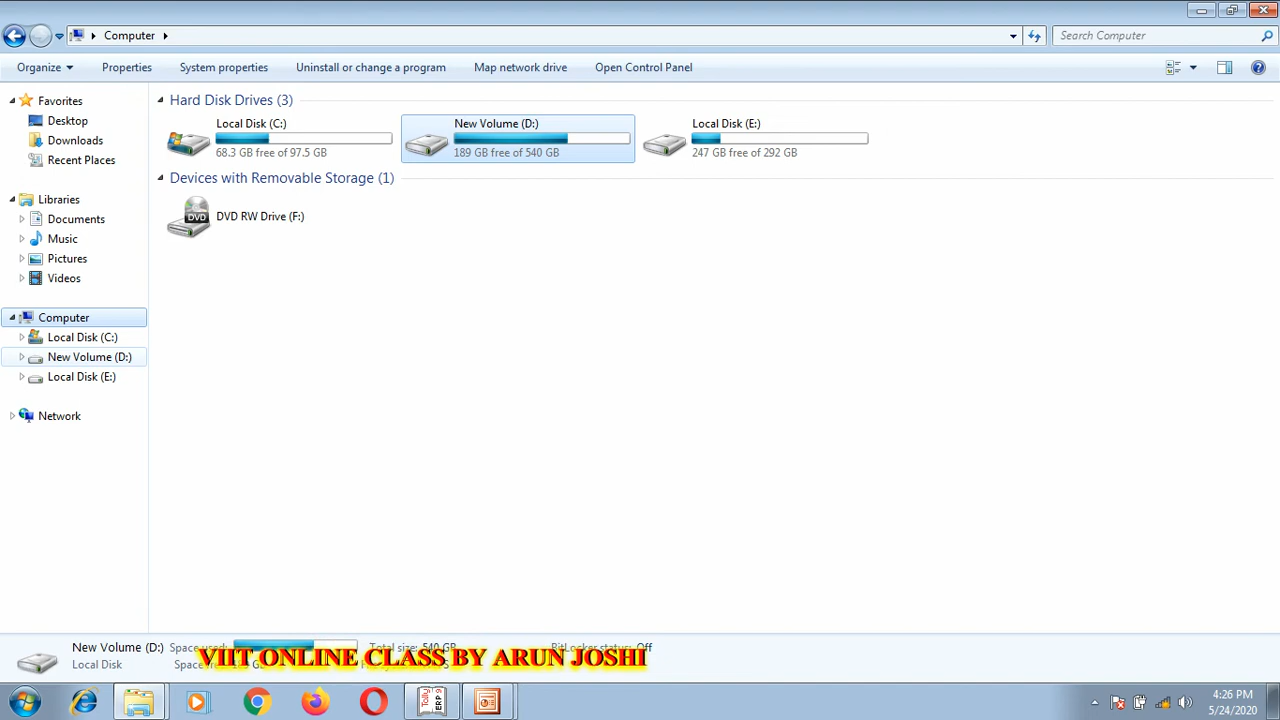 Computer
Search Computer
Organize
Properties
System properties
Uninstall or change a program
Map network drive
Open Control Panel
Favorites
Desktop
Downloads
Recent Places
Libraries
Documents
Music
Pictures
Videos
Computer
Local Disk (C:)
New Volume (D:)
Local Disk (E:)
Network
Hard Disk Drives (3)
Local Disk (C:)
68.3 GB free of 97.5 GB
New Volume (D:)
189 GB free of 540 GB
Local Disk (E:)
247 GB free of 292 GB
Devices with Removable Storage (1)
DVD
DVD RW Drive (F:)
New Volume (D:) Space used: Total size: 540 GB BitLocker status: Off
Local Disk
VIIT ONLINE CLASS BY ARUN JOSHI
Tally
ERP 9
4:26 PM
5/24/2020